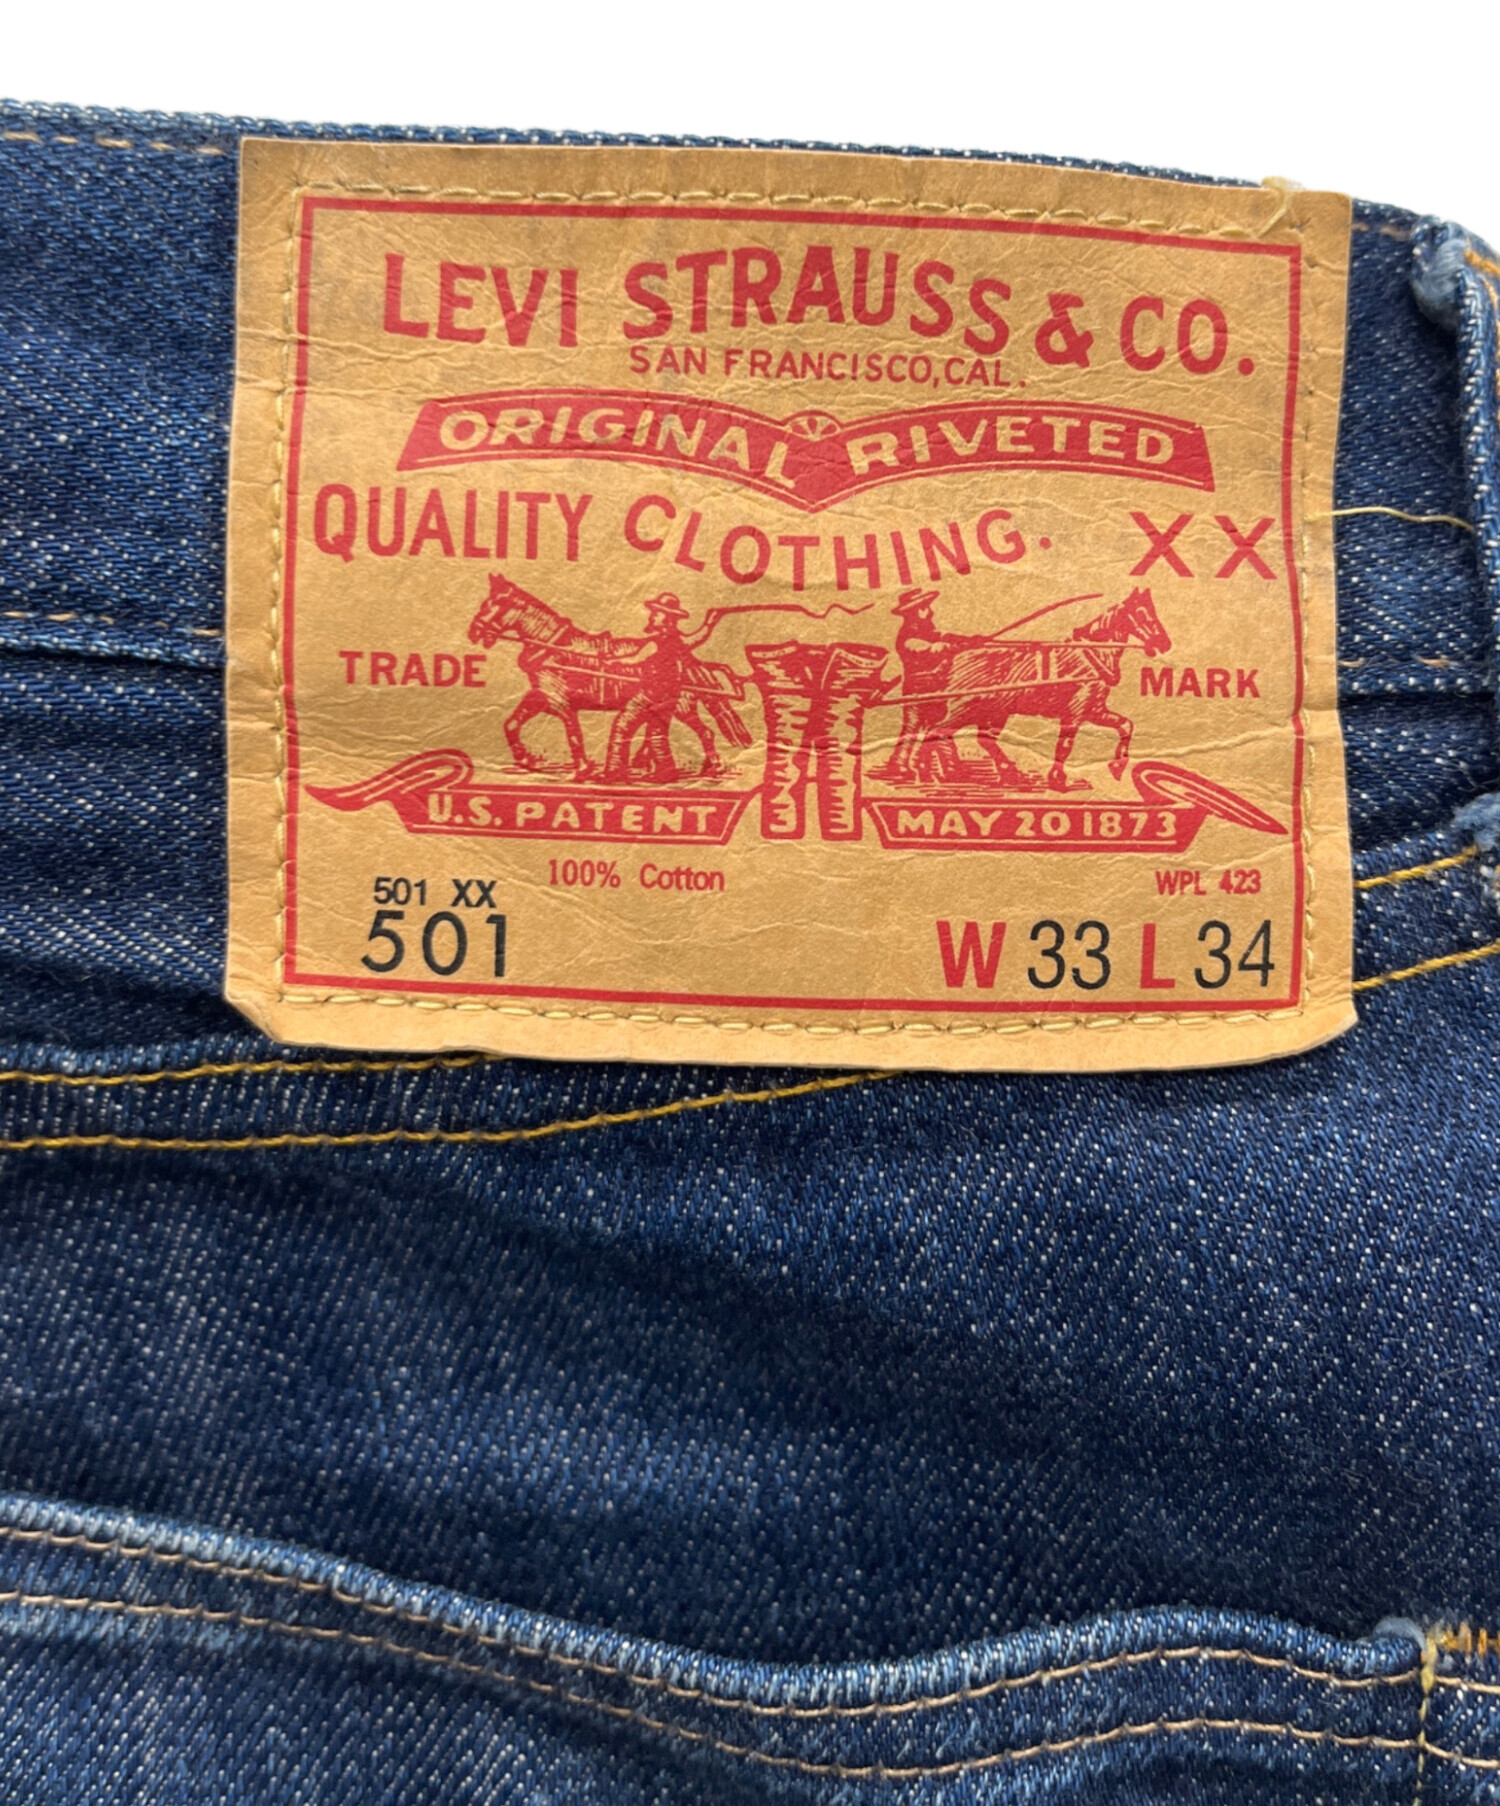 LEVI STRAUSS & CO.
SAN FRANCISCO, CAL.
ORIGINAL RIVETED
QUALITY CLOTHING. XX
TRADE MARK
U.S. PATENT MAY 20 1873
100% Cotton WPL 423
501 XX
501 W 33 L 34